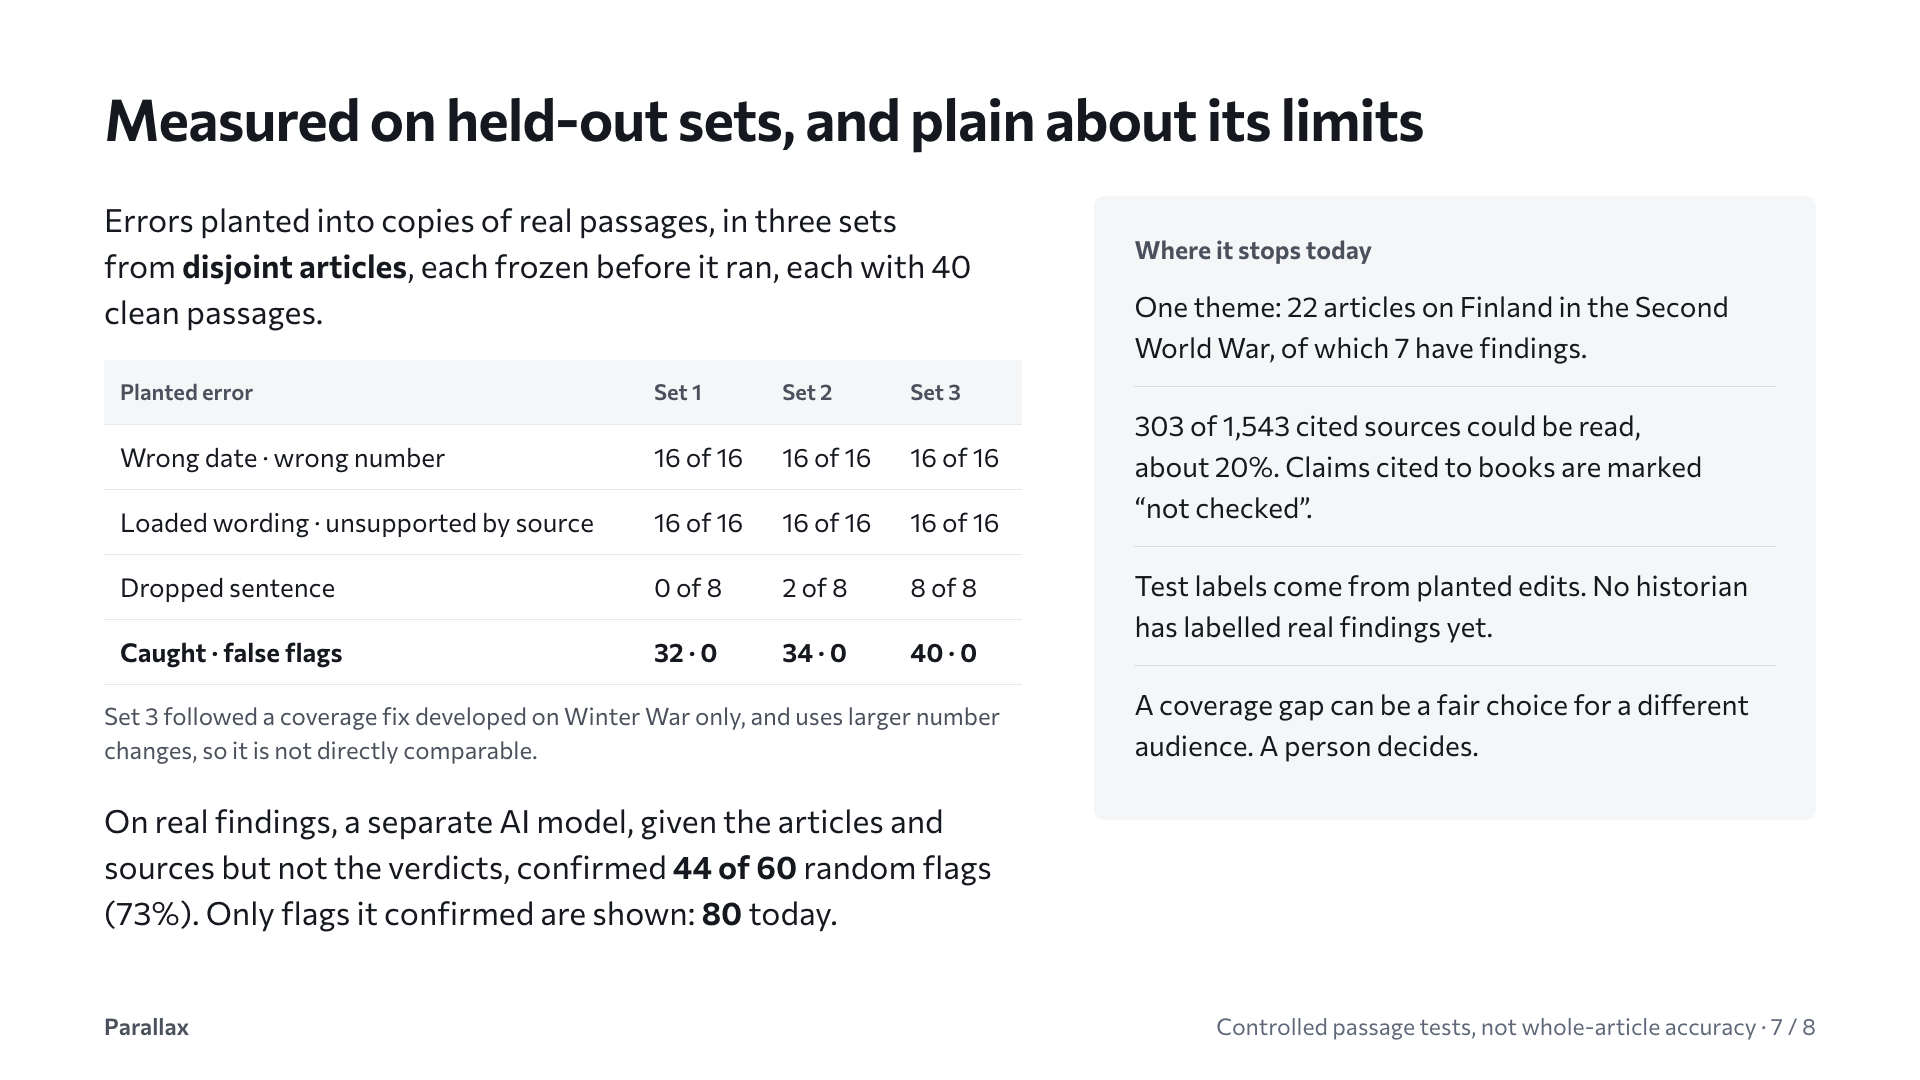 Measured on held-out sets, and plain about its limits
Errors planted into copies of real passages, in three sets
from disjoint articles, each frozen before it ran, each with 40
clean passages.
Planted error Set 1 Set 2 Set 3
Wrong date · wrong number 16 of 16 16 of 16 16 of 16
Loaded wording · unsupported by source 16 of 16 16 of 16 16 of 16
Dropped sentence 0 of 8 2 of 8 8 of 8
Caught · false flags 32 · 0 34 · 0 40 · 0
Set 3 followed a coverage fix developed on Winter War only, and uses larger number
changes, so it is not directly comparable.
On real findings, a separate AI model, given the articles and
sources but not the verdicts, confirmed 44 of 60 random flags
(73%). Only flags it confirmed are shown: 80 today.
Where it stops today
One theme: 22 articles on Finland in the Second
World War, of which 7 have findings.
303 of 1,543 cited sources could be read,
about 20%. Claims cited to books are marked
“not checked”.
Test labels come from planted edits. No historian
has labelled real findings yet.
A coverage gap can be a fair choice for a different
audience. A person decides.
Parallax
Controlled passage tests, not whole-article accuracy · 7 / 8